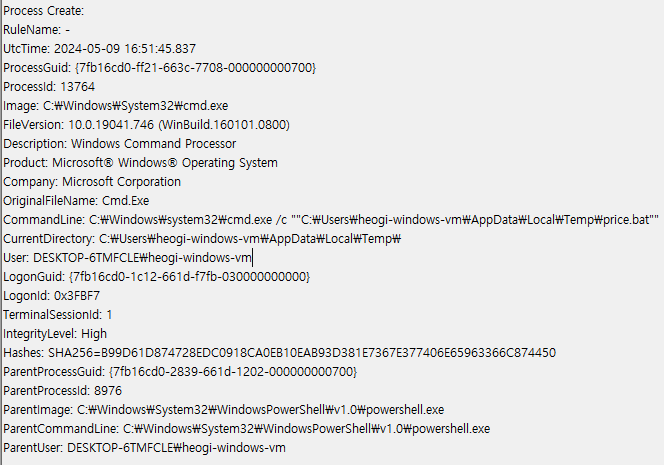 Process Create:
RuleName: -
UtcTime: 2024-05-09 16:51:45.837
ProcessGuid: {7fb16cd0-ff21-663c-7708-000000000700}
ProcessId: 13764
Image: C:₩Windows₩System32₩cmd.exe
FileVersion: 10.0.19041.746 (WinBuild.160101.0800)
Description: Windows Command Processor
Product: Microsoft® Windows® Operating System
Company: Microsoft Corporation
OriginalFileName: Cmd.Exe
CommandLine: C:₩Windows₩system32₩cmd.exe /c ""C:₩Users₩heogi-windows-vm₩AppData₩Local₩Temp₩price.bat""
CurrentDirectory: C:₩Users₩heogi-windows-vm₩AppData₩Local₩Temp₩
User: DESKTOP-6TMFCLE₩heogi-windows-vm
LogonGuid: {7fb16cd0-1c12-661d-f7fb-030000000000}
LogonId: 0x3FBF7
TerminalSessionId: 1
IntegrityLevel: High
Hashes: SHA256=B99D61D874728EDC0918CA0EB10EAB93D381E7367E377406E65963366C874450
ParentProcessGuid: {7fb16cd0-2839-661d-1202-000000000700}
ParentProcessId: 8976
ParentImage: C:₩Windows₩System32₩WindowsPowerShell₩v1.0₩powershell.exe
ParentCommandLine: C:₩Windows₩System32₩WindowsPowerShell₩v1.0₩powershell.exe
ParentUser: DESKTOP-6TMFCLE₩heogi-windows-vm